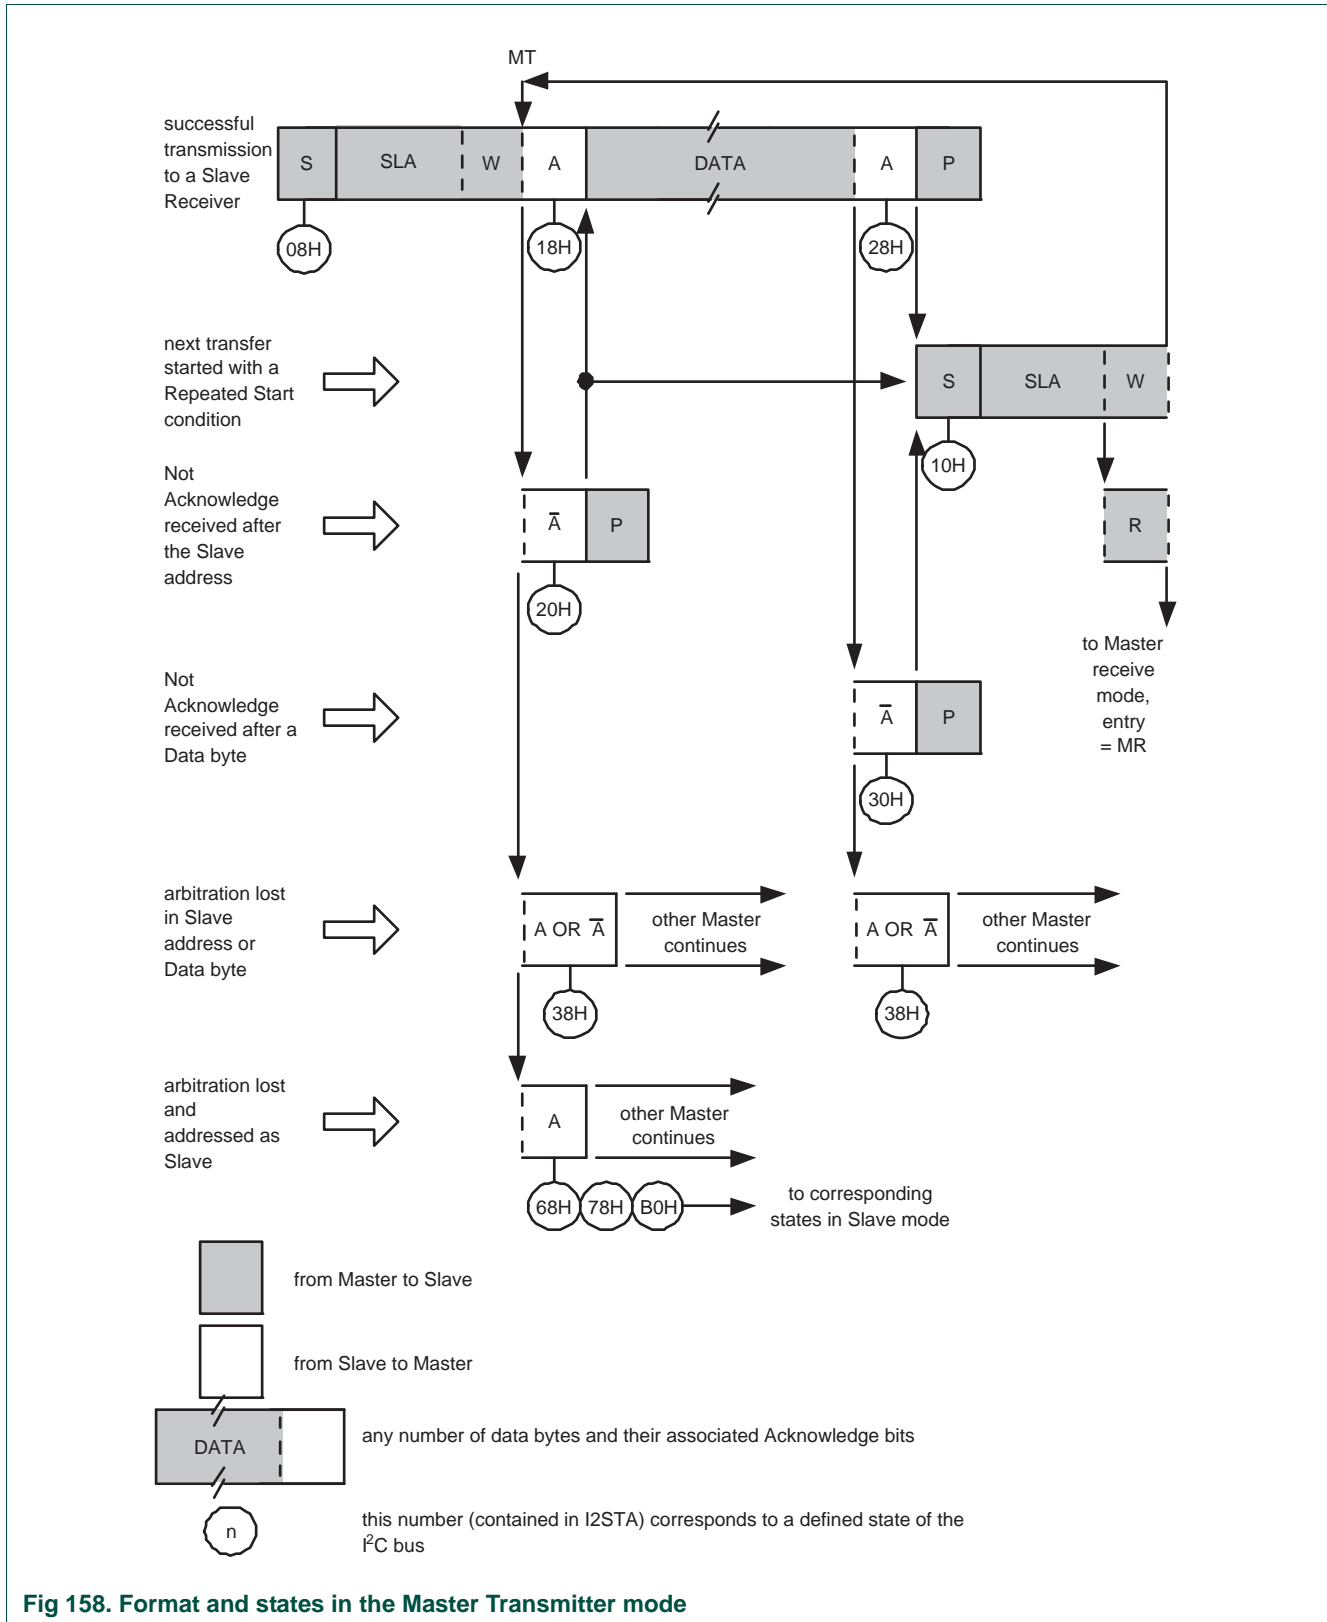 MT
successful
transmission
to a Slave
Receiver
S SLA W A DATA A P
08H 18H 28H
next transfer
started with a
Repeated Start
condition
S SLA W
10H
Not
Acknowledge
received after
the Slave
address
A̅ P
R
20H
to Master
receive
mode,
entry
= MR
Not
Acknowledge
received after a
Data byte
A̅ P
30H
arbitration lost
in Slave
address or
Data byte
A OR A̅
other Master
continues
A OR A̅
other Master
continues
38H 38H
arbitration lost
and
addressed as
Slave
A
other Master
continues
68H 78H B0H
to corresponding
states in Slave mode
from Master to Slave
from Slave to Master
DATA
any number of data bytes and their associated Acknowledge bits
n
this number (contained in I2STA) corresponds to a defined state of the
I²C bus
Fig 158. Format and states in the Master Transmitter mode